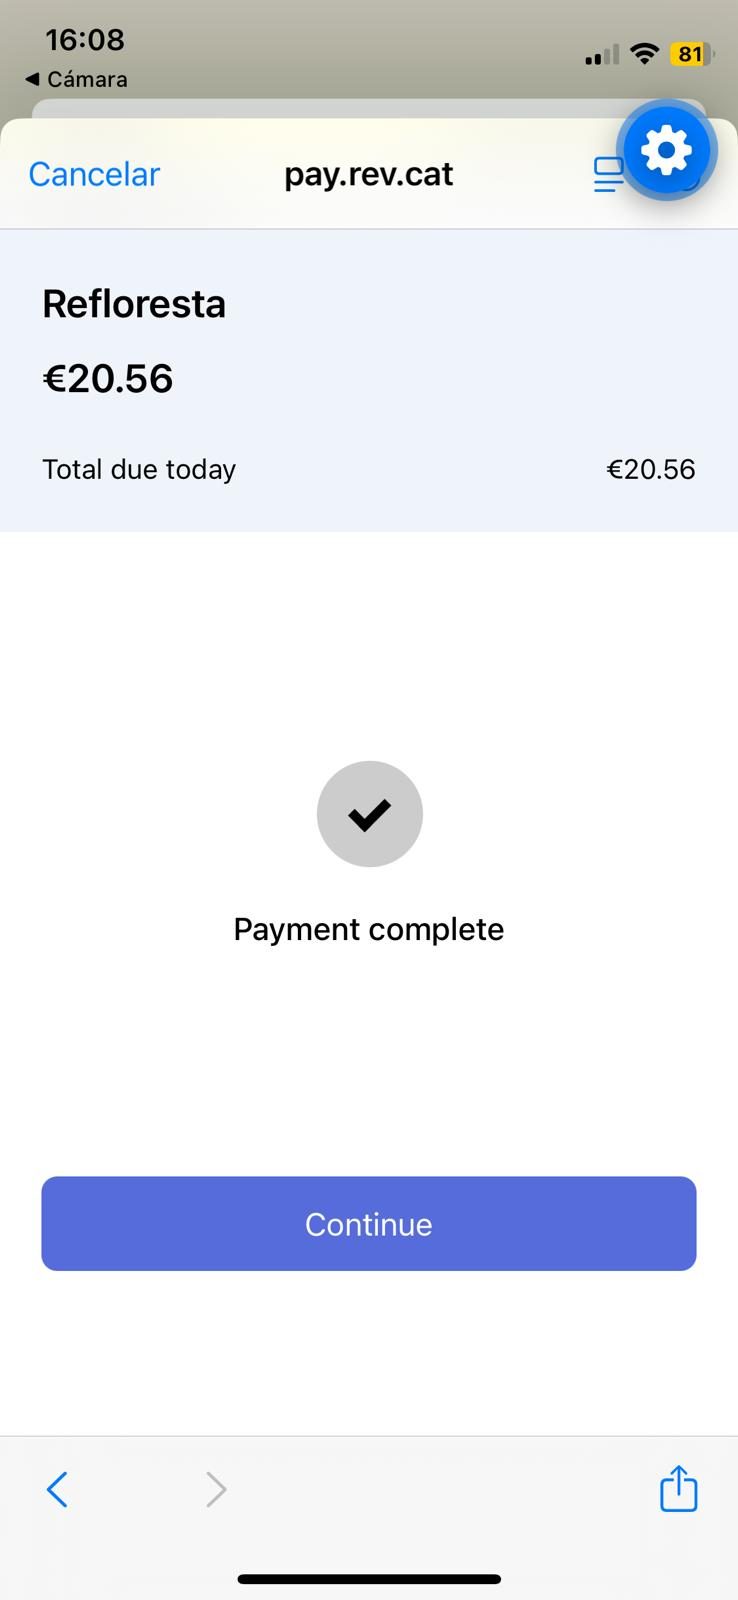 16:08
81
◀ Cámara
Cancelar
pay.rev.cat
Refloresta
€20.56
Total due today €20.56
Payment complete
Continue